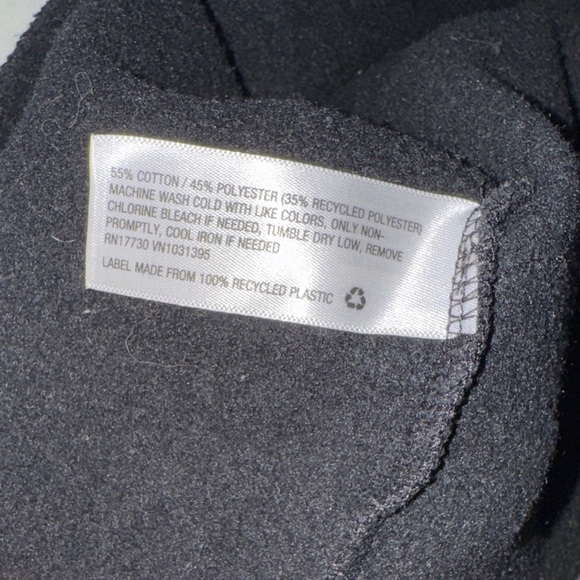 55% COTTON / 45% POLYESTER (35% RECYCLED POLYESTER)
MACHINE WASH COLD WITH LIKE COLORS, ONLY NON-
CHLORINE BLEACH IF NEEDED, TUMBLE DRY LOW, REMOVE
PROMPTLY, COOL IRON IF NEEDED
RN17730 VN1031395
LABEL MADE FROM 100% RECYCLED PLASTIC